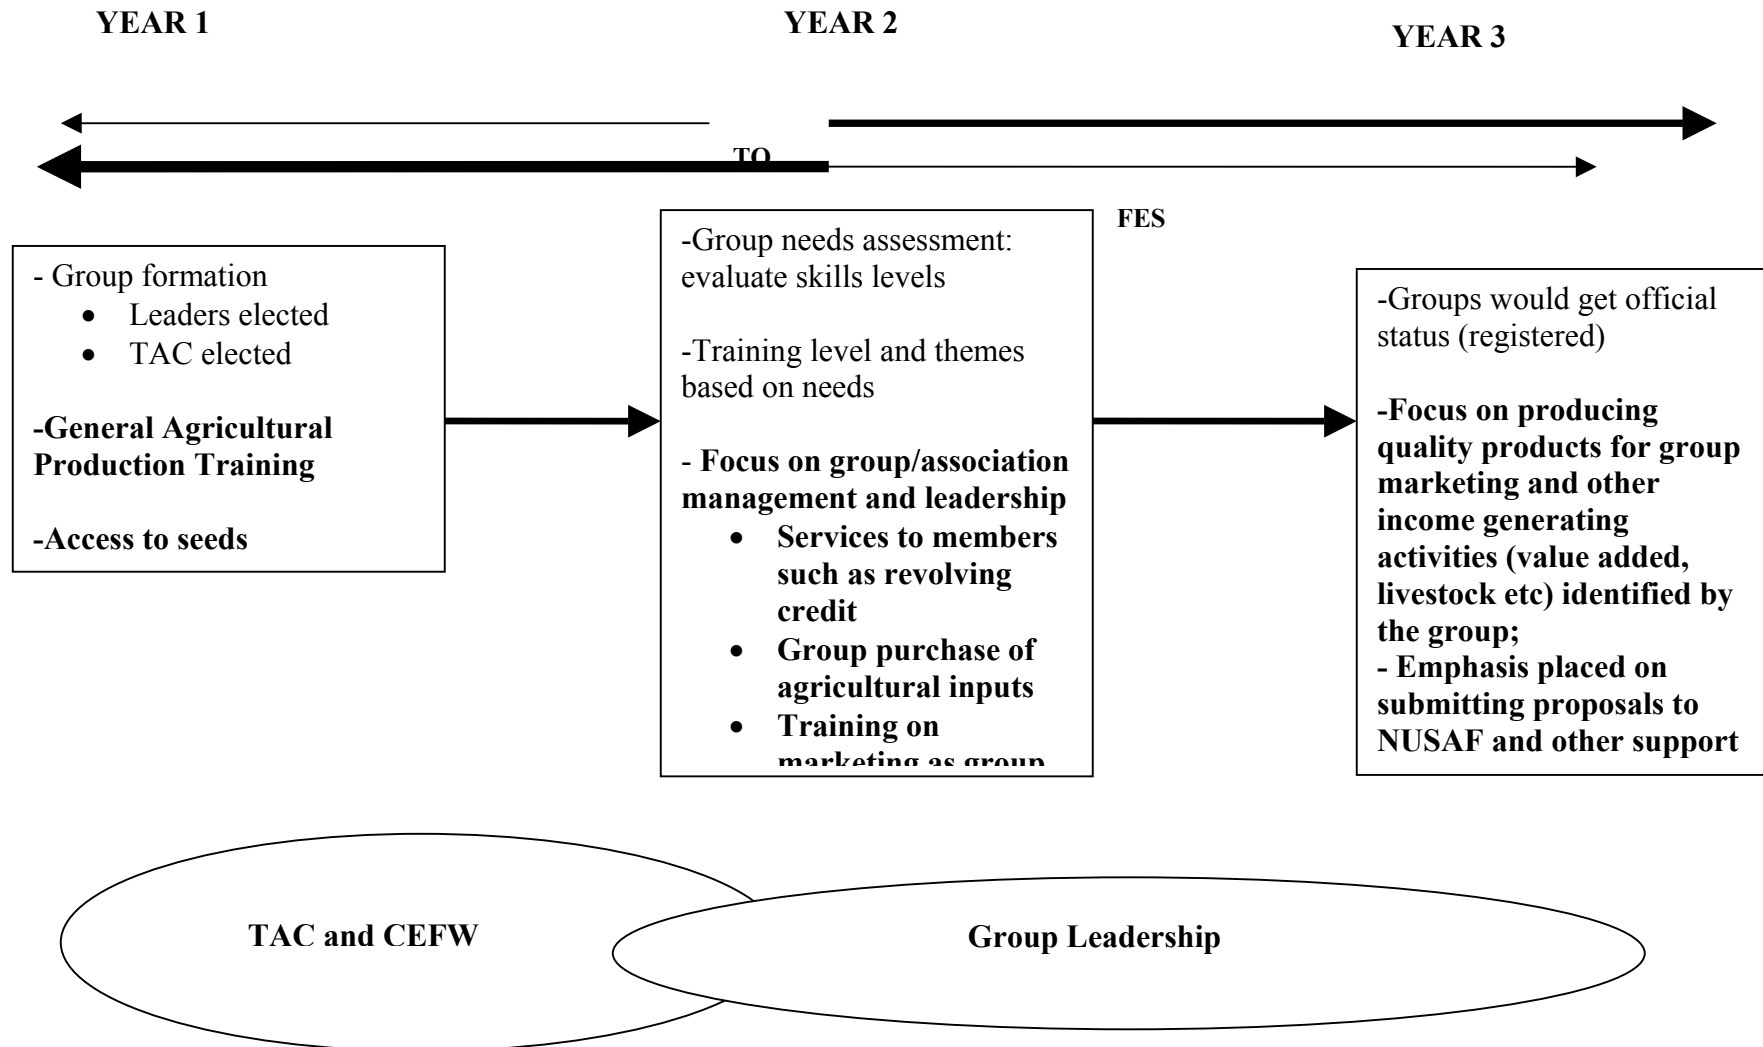 YEAR 1
YEAR 2
YEAR 3
TO
FES
- Group formation
• Leaders elected
• TAC elected
-General Agricultural
Production Training
-Access to seeds
-Group needs assessment:
evaluate skills levels
-Training level and themes
based on needs
- Focus on group/association
management and leadership
• Services to members
such as revolving
credit
• Group purchase of
agricultural inputs
• Training on
marketing as group
-Groups would get official
status (registered)
-Focus on producing
quality products for group
marketing and other
income generating
activities (value added,
livestock etc) identified by
the group;
- Emphasis placed on
submitting proposals to
NUSAF and other support
TAC and CEFW
Group Leadership